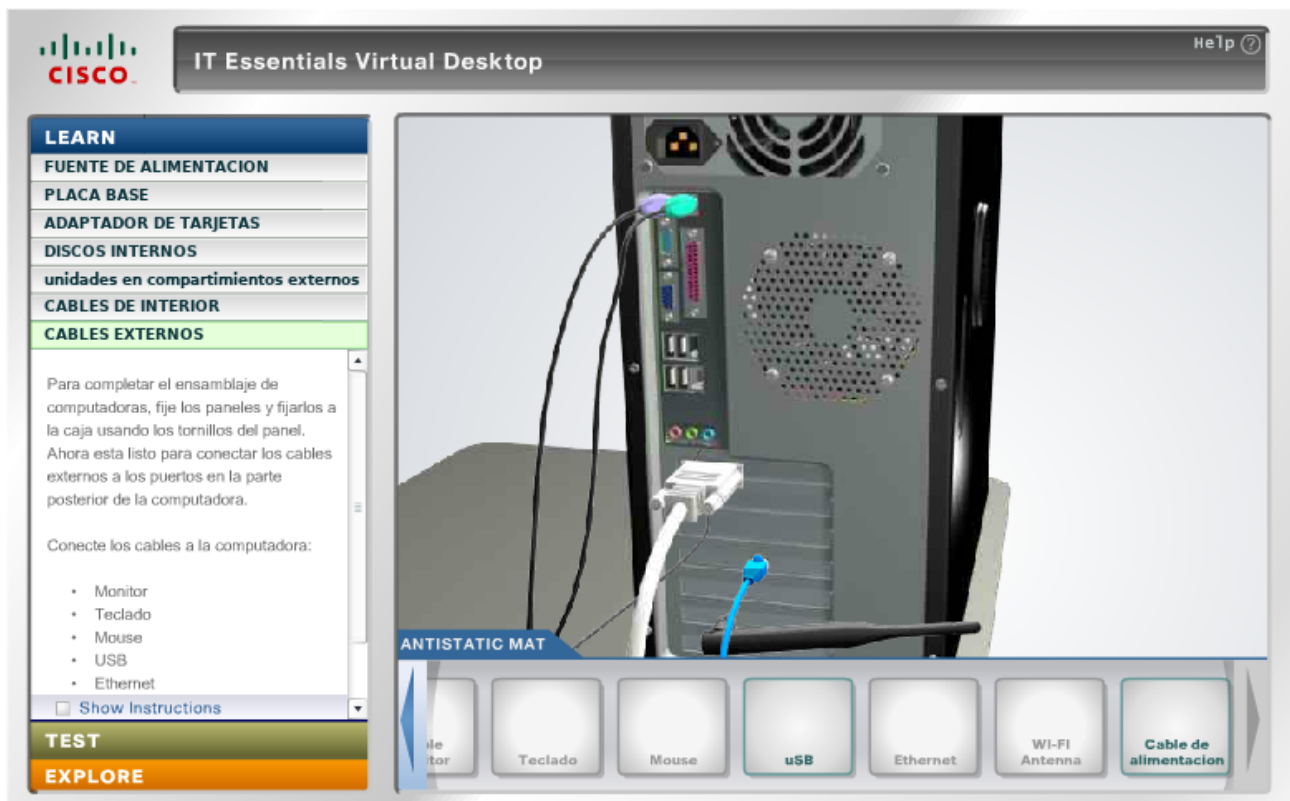 CISCO
IT Essentials Virtual Desktop
Help ?
LEARN
FUENTE DE ALIMENTACION
PLACA BASE
ADAPTADOR DE TARJETAS
DISCOS INTERNOS
unidades en compartimientos externos
CABLES DE INTERIOR
CABLES EXTERNOS
Para completar el ensamblaje de
computadoras, fije los paneles y fijarlos a
la caja usando los tornillos del panel.
Ahora esta listo para conectar los cables
externos a los puertos en la parte
posterior de la computadora.
Conecte los cables a la computadora:
• Monitor
• Teclado
• Mouse
• USB
• Ethernet
Show Instructions
TEST
EXPLORE
ANTISTATIC MAT
Teclado
Mouse
uSB
Ethernet
WI-FI
Antenna
Cable de
alimentacion